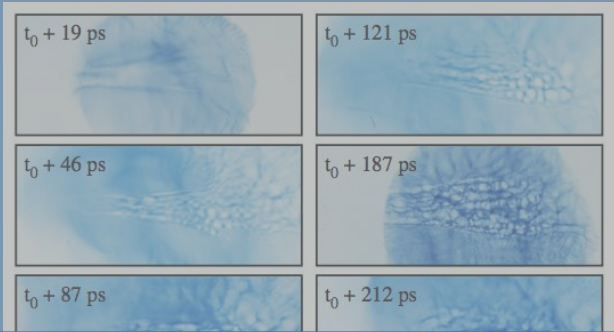 t₀ + 19 ps
t₀ + 121 ps
t₀ + 46 ps
t₀ + 187 ps
t₀ + 87 ps
t₀ + 212 ps